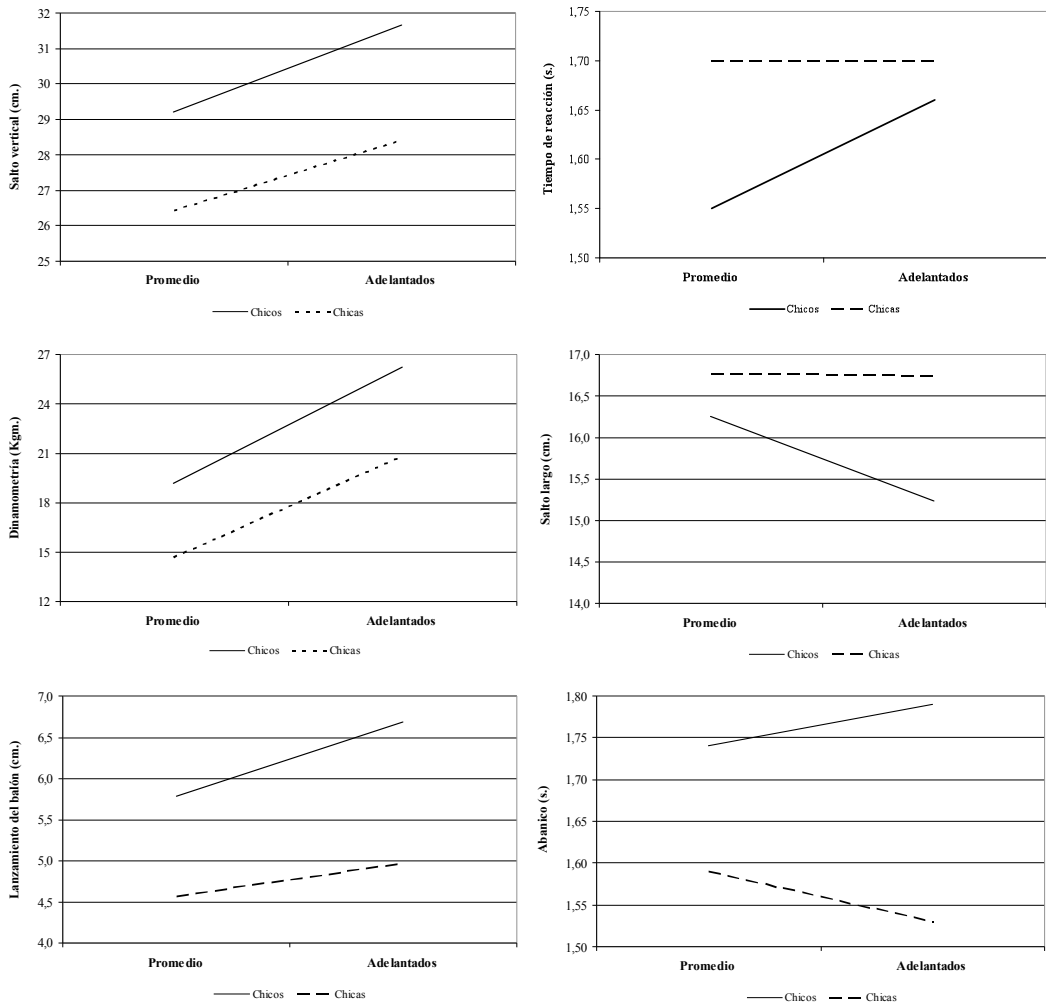 Salto vertical (cm.)
32
31
30
29
28
27
26
25
Promedio Adelantados
Chicos Chicas
Tiempo de reacción (s.)
1,75
1,70
1,65
1,60
1,55
1,50
Promedio Adelantados
Chicos Chicas
Dinamometría (Kgm.)
27
24
21
18
15
12
Promedio Adelantados
Chicos Chicas
Salto largo (cm.)
17,0
16,5
16,0
15,5
15,0
14,5
14,0
Promedio Adelantados
Chicos Chicas
Lanzamiento del balón (cm.)
7,0
6,5
6,0
5,5
5,0
4,5
4,0
Promedio Adelantados
Chicos Chicas
Abanico (s.)
1,80
1,75
1,70
1,65
1,60
1,55
1,50
Promedio Adelantados
Chicos Chicas